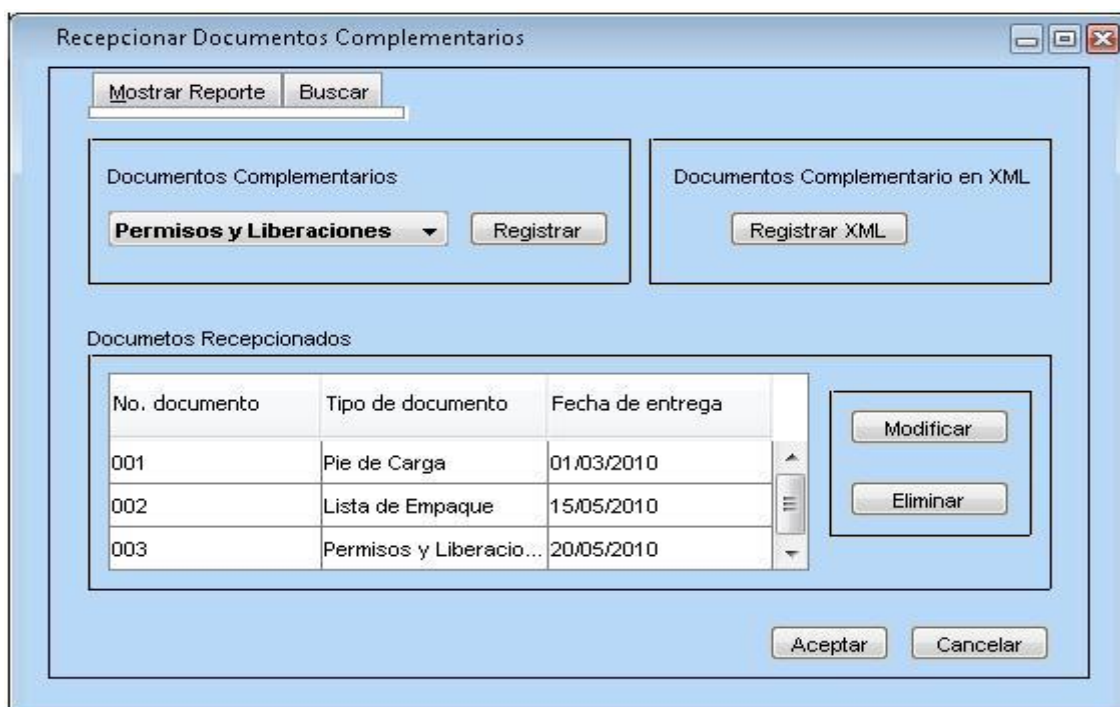 Recepcionar Documentos Complementarios
Mostrar Reporte Buscar
Documentos Complementarios
Permisos y Liberaciones Registrar
Documentos Complementario en XML
Registrar XML
Documetos Recepcionados
No. documento Tipo de documento Fecha de entrega
001 Pie de Carga 01/03/2010
002 Lista de Empaque 15/05/2010
003 Permisos y Liberacio... 20/05/2010
Modificar
Eliminar
Aceptar Cancelar